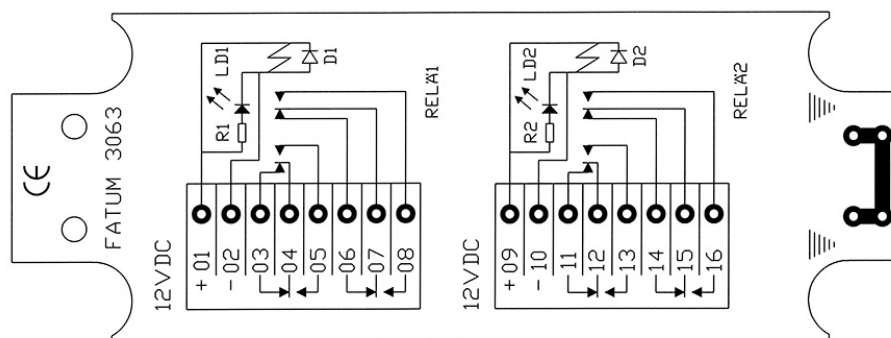 CE
FATUM 3063
LD1
D1
R1
RELÄ1
12VDC
+ 01
- 02
03
04
05
06
07
08
LD2
D2
R2
RELÄ2
12VDC
+ 09
- 10
11
12
13
14
15
16